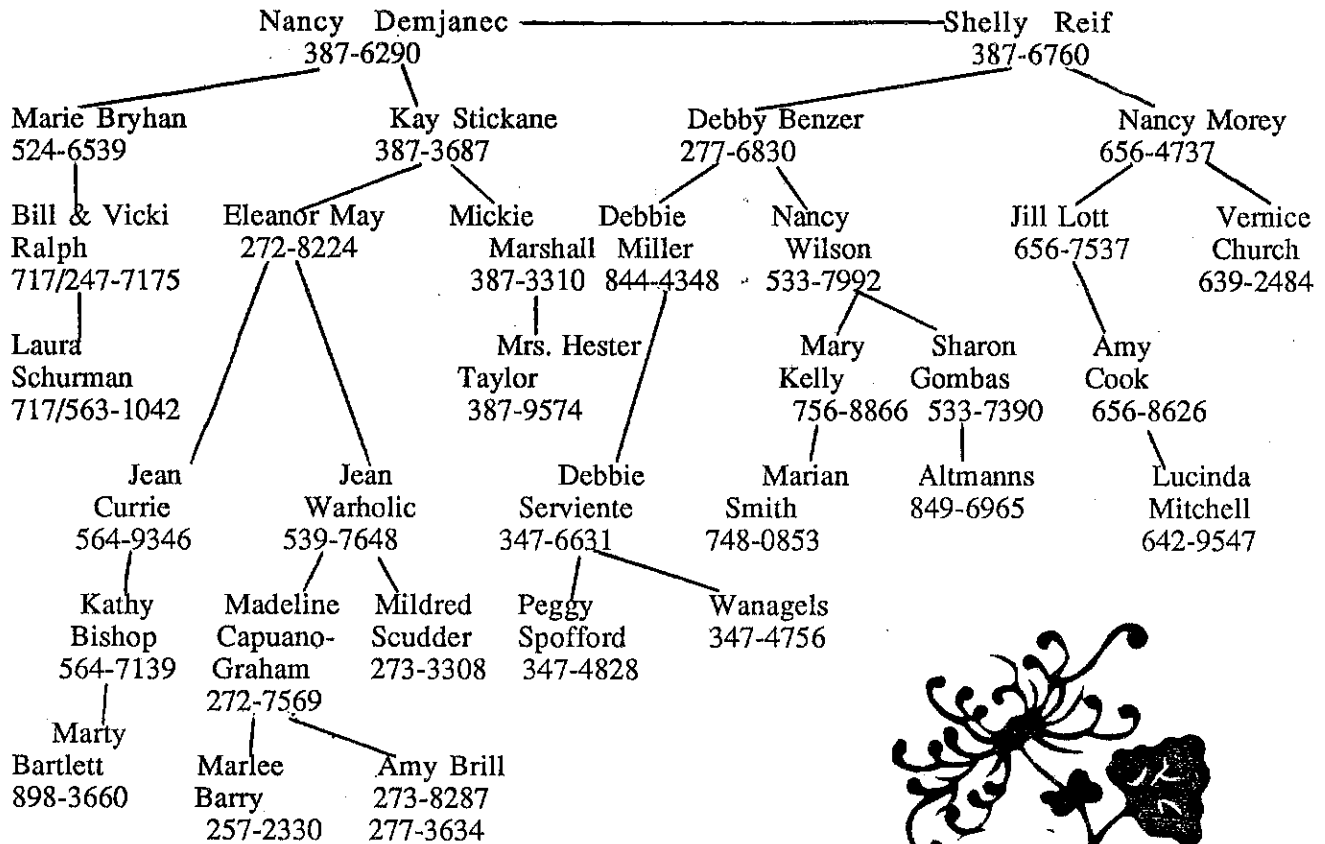 Nancy Demjanec Shelly Reif
387-6290 387-6760
Marie Bryhan Kay Stickane Debby Benzer Nancy Morey
524-6539 387-3687 277-6830 656-4737
Bill & Vicki Eleanor May Mickie Debbie Nancy Jill Lott Vernice
Ralph 272-8224 Marshall Miller Wilson 656-7537 Church
717/247-7175 387-3310 844-4348 533-7992 639-2484
Laura Mrs. Hester Mary Sharon Amy
Schurman Taylor Kelly Gombas Cook
717/563-1042 387-9574 756-8866 533-7390 656-8626
Jean Jean Debbie Marian Altmanns Lucinda
Currie Warholic Serviente Smith 849-6965 Mitchell
564-9346 539-7648 347-6631 748-0853 642-9547
Kathy Madeline Mildred Peggy Wanagels
Bishop Capuano- Scudder Spofford 347-4756
564-7139 Graham 273-3308 347-4828
272-7569
Marty
Bartlett Marlee Amy Brill
898-3660 Barry 273-8287
257-2330 277-3634